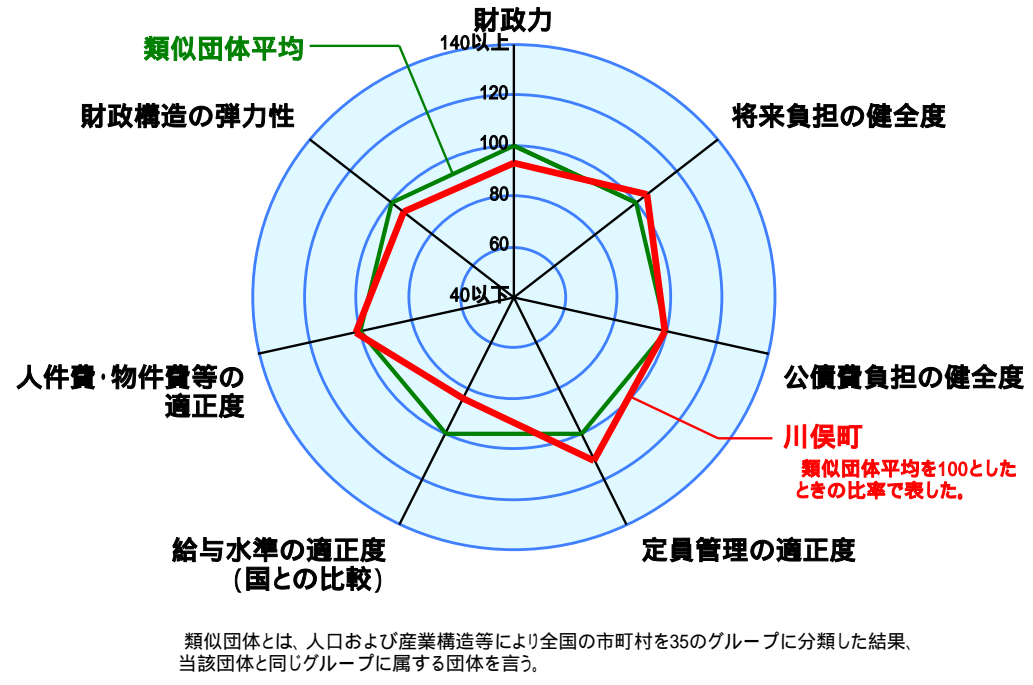 財政力
140以上
類似団体平均
120
財政構造の弾力性
将来負担の健全度
100
80
60
40以下
人件費・物件費等の
適正度
公債費負担の健全度
川俣町
類似団体平均を100とした
ときの比率で表した。
給与水準の適正度
(国との比較)
定員管理の適正度
類似団体とは、人口および産業構造等により全国の市町村を35のグループに分類した結果、
当該団体と同じグループに属する団体を言う。